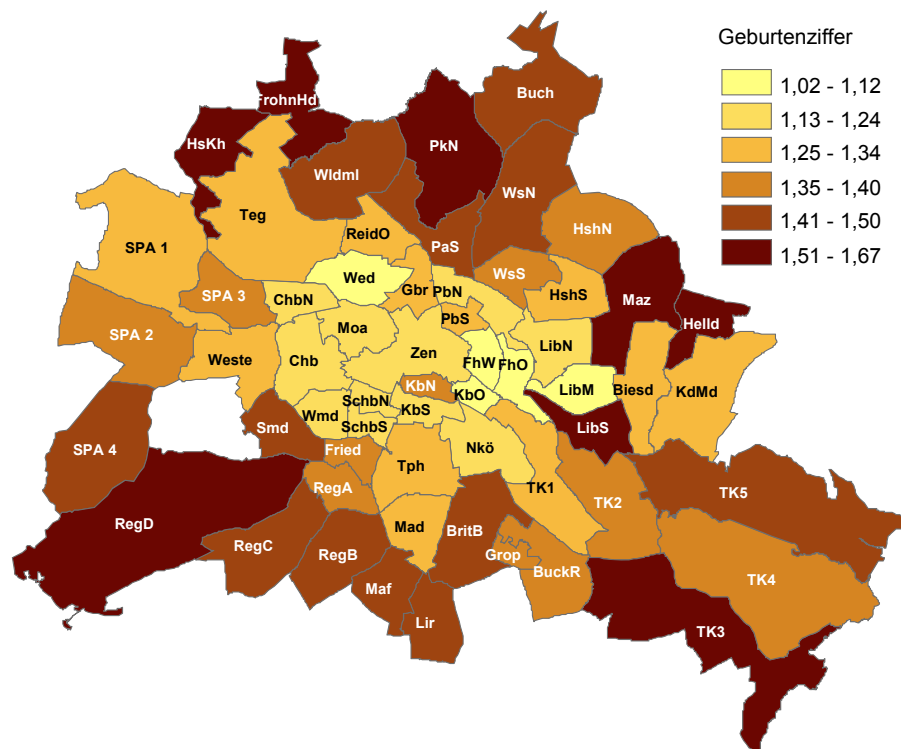 Geburtenziffer
1,02 - 1,12
1,13 - 1,24
1,25 - 1,34
1,35 - 1,40
1,41 - 1,50
1,51 - 1,67
FrohnHd
Buch
HsKh
PkN
Wldml
WsN
Teg
HshN
ReidO
PaS
SPA 1
WsS
Wed
Gbr
PbN
HshS
SPA 3
ChbN
Maz
PbS
Helld
Moa
SPA 2
LibN
Zen
Weste
Chb
FhW
FhO
KbN
KbO
LibM
Biesd
KdMd
SchbN
Wmd
KbS
SchbS
Smd
LibS
SPA 4
Fried
Nkö
Tph
RegA
TK1
TK5
TK2
RegD
Mad
BritB
RegC
RegB
Grop
BuckR
TK4
Maf
Lir
TK3